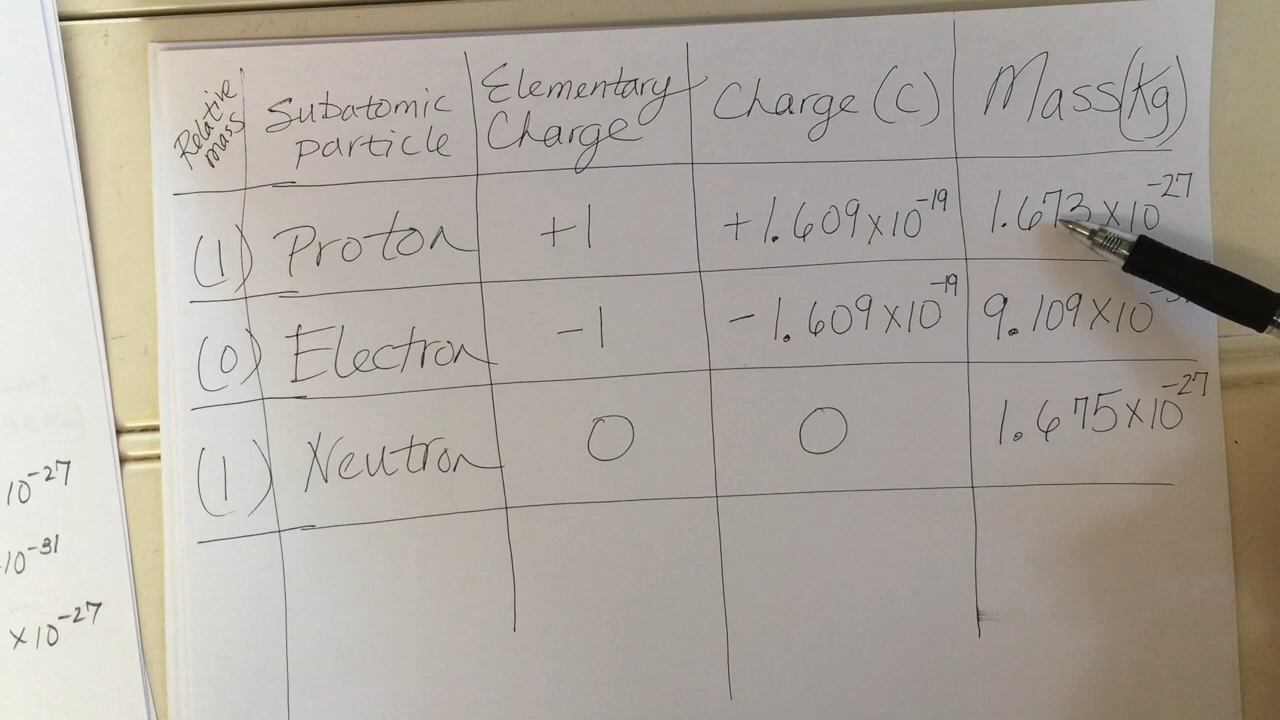 Relative mass
Subatomic particle
Elementary Charge
Charge (C)
Mass (kg)
(1) Proton +1 +1.609x10^-19 1.673x10^-27
(0) Electron -1 -1.609x10^-19 9.109x10
(1) Neutron 0 0 1.675x10^-27
10^-27
10^-31
x10^-27